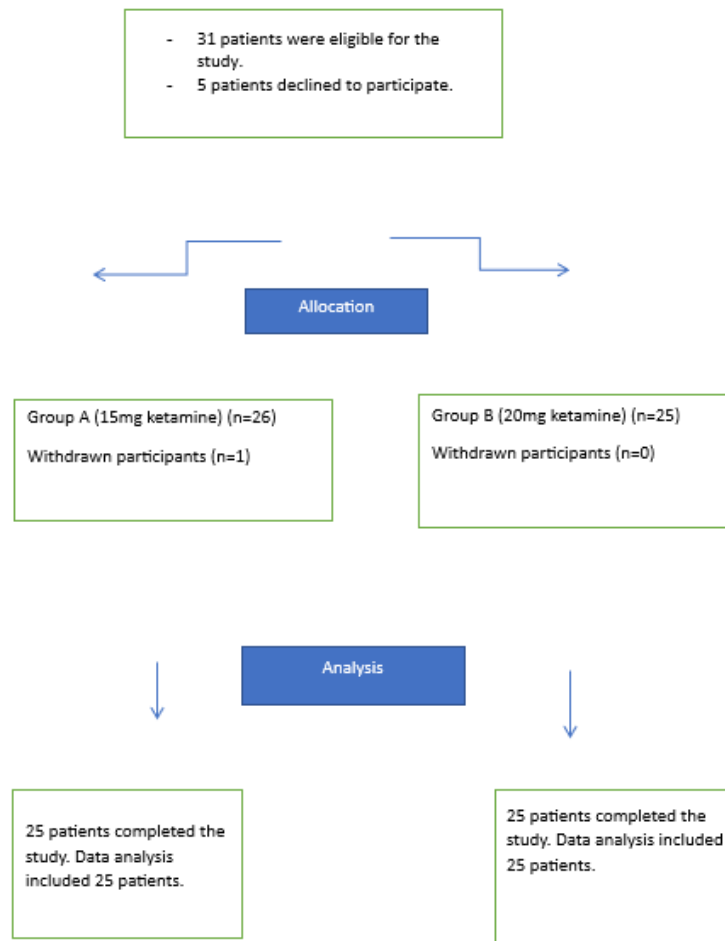 - 31 patients were eligible for the
study.
- 5 patients declined to participate.
Allocation
Group A (15mg ketamine) (n=26)
Withdrawn participants (n=1)
Group B (20mg ketamine) (n=25)
Withdrawn participants (n=0)
Analysis
25 patients completed the
study. Data analysis
included 25 patients.
25 patients completed the
study. Data analysis included
25 patients.